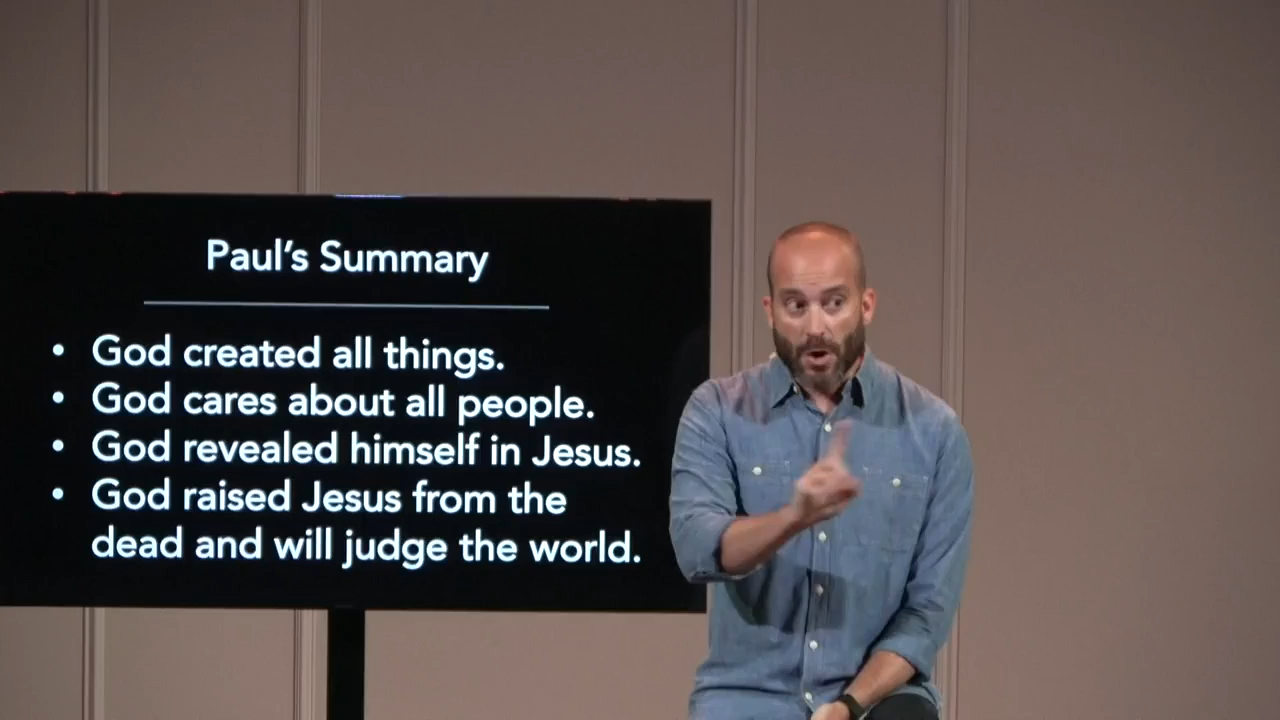 Paul's Summary
• God created all things.
• God cares about all people.
• God revealed himself in Jesus.
• God raised Jesus from the
dead and will judge the world.